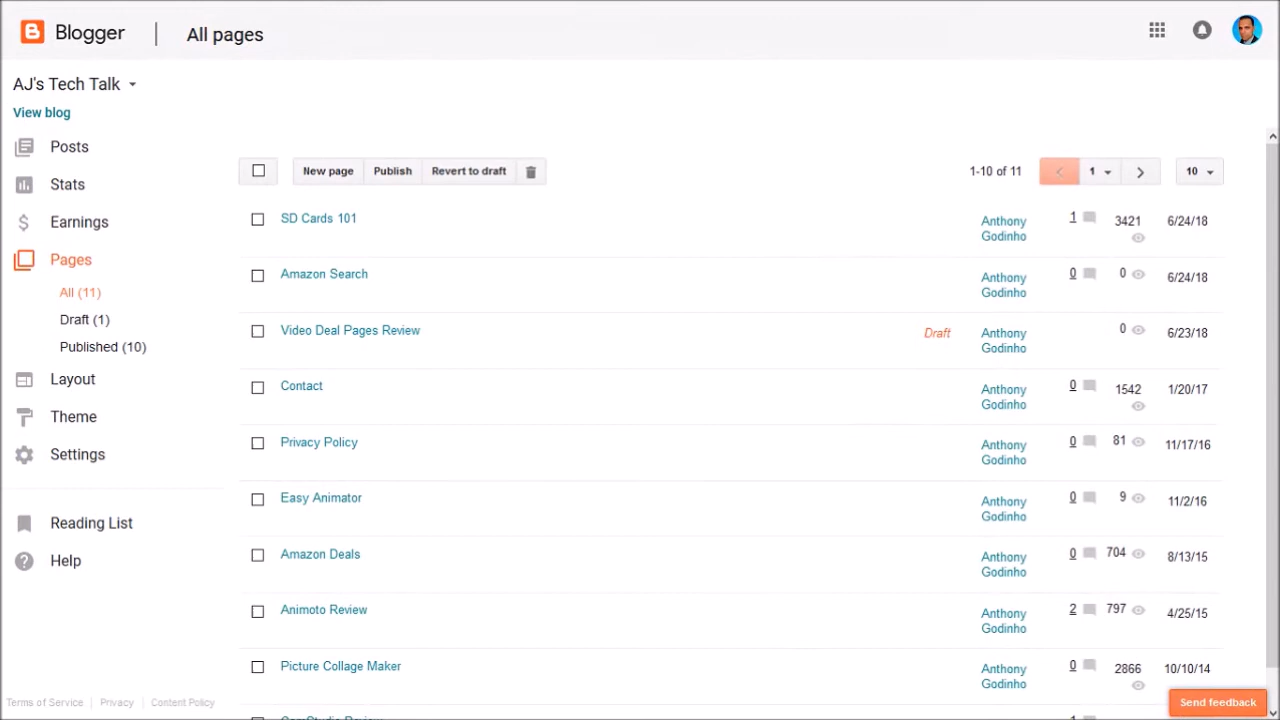 Blogger
All pages
AJ's Tech Talk
View blog
Posts
Stats
Earnings
Pages
All (11)
Draft (1)
Published (10)
Layout
Theme
Settings
Reading List
Help
New page
Publish
Revert to draft
1-10 of 11
1
10
SD Cards 101
Anthony
Godinho
1
3421
6/24/18
Amazon Search
Anthony
Godinho
0
0
6/24/18
Video Deal Pages Review
Draft
Anthony
Godinho
0
6/23/18
Contact
Anthony
Godinho
0
1542
1/20/17
Privacy Policy
Anthony
Godinho
0
81
11/17/16
Easy Animator
Anthony
Godinho
0
9
11/2/16
Amazon Deals
Anthony
Godinho
0
704
8/13/15
Animoto Review
Anthony
Godinho
2
797
4/25/15
Picture Collage Maker
Anthony
Godinho
0
2866
10/10/14
Terms of Service
Privacy
Content Policy
Send feedback